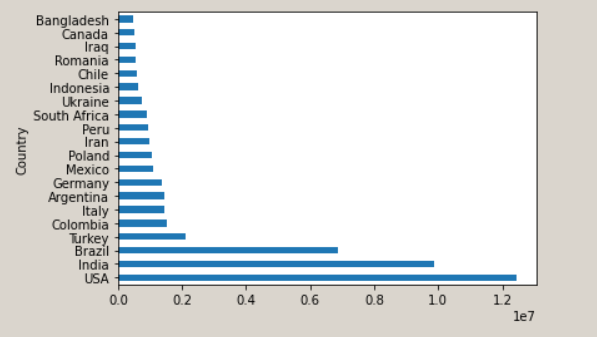 Bangladesh
Canada
Iraq
Romania
Chile
Indonesia
Ukraine
South Africa
Peru
Iran
Poland
Mexico
Germany
Argentina
Italy
Colombia
Turkey
Brazil
India
USA
Country
0.0 0.2 0.4 0.6 0.8 1.0 1.2
1e7